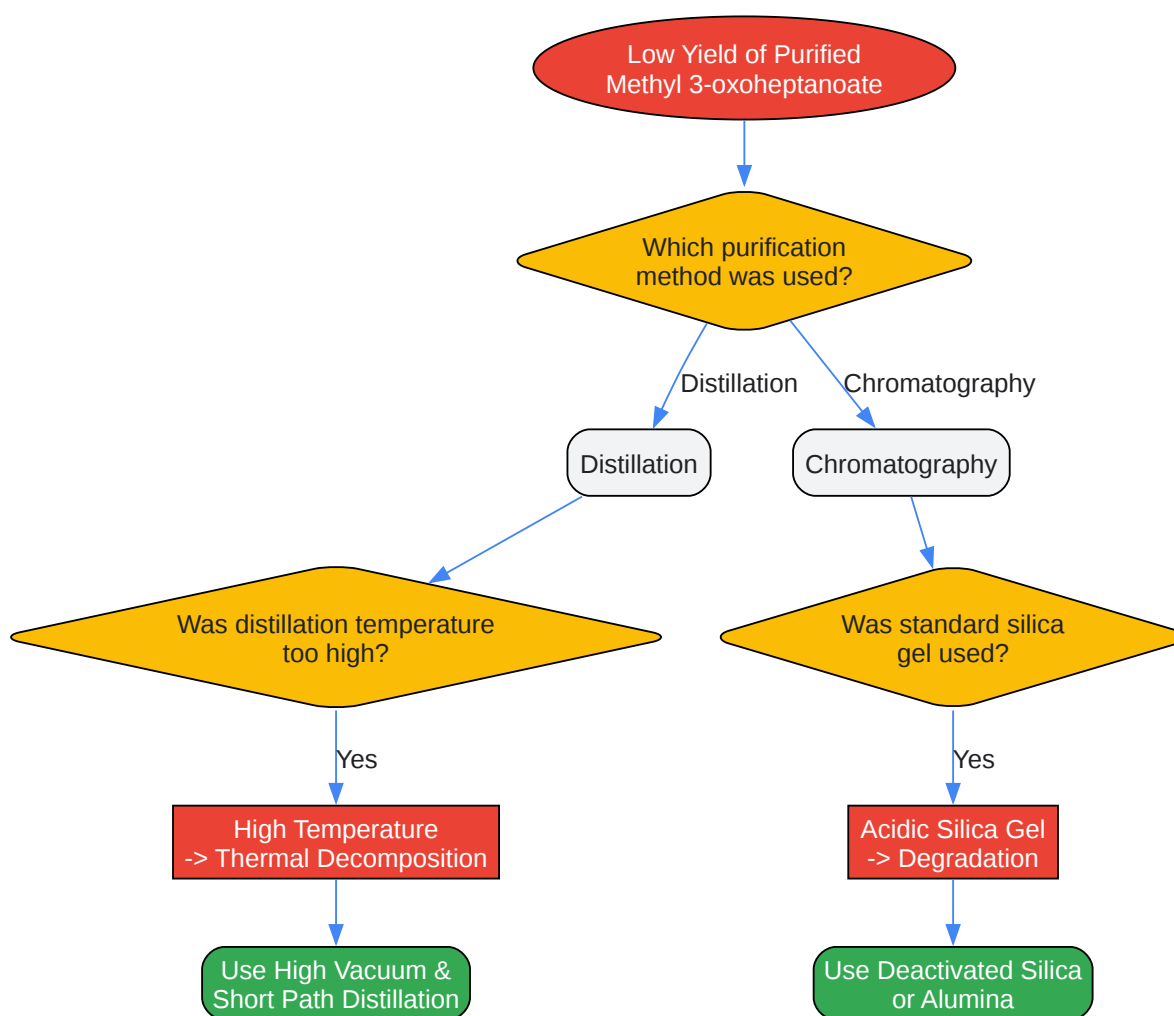 Low Yield of Purified
Methyl 3-oxoheptanoate
Which purification
method was used?
Distillation
Chromatography
Distillation
Chromatography
Was distillation temperature
too high?
Was standard silica
gel used?
Yes
Yes
High Temperature
-> Thermal Decomposition
Acidic Silica Gel
-> Degradation
Use High Vacuum &
Short Path Distillation
Use Deactivated Silica
or Alumina